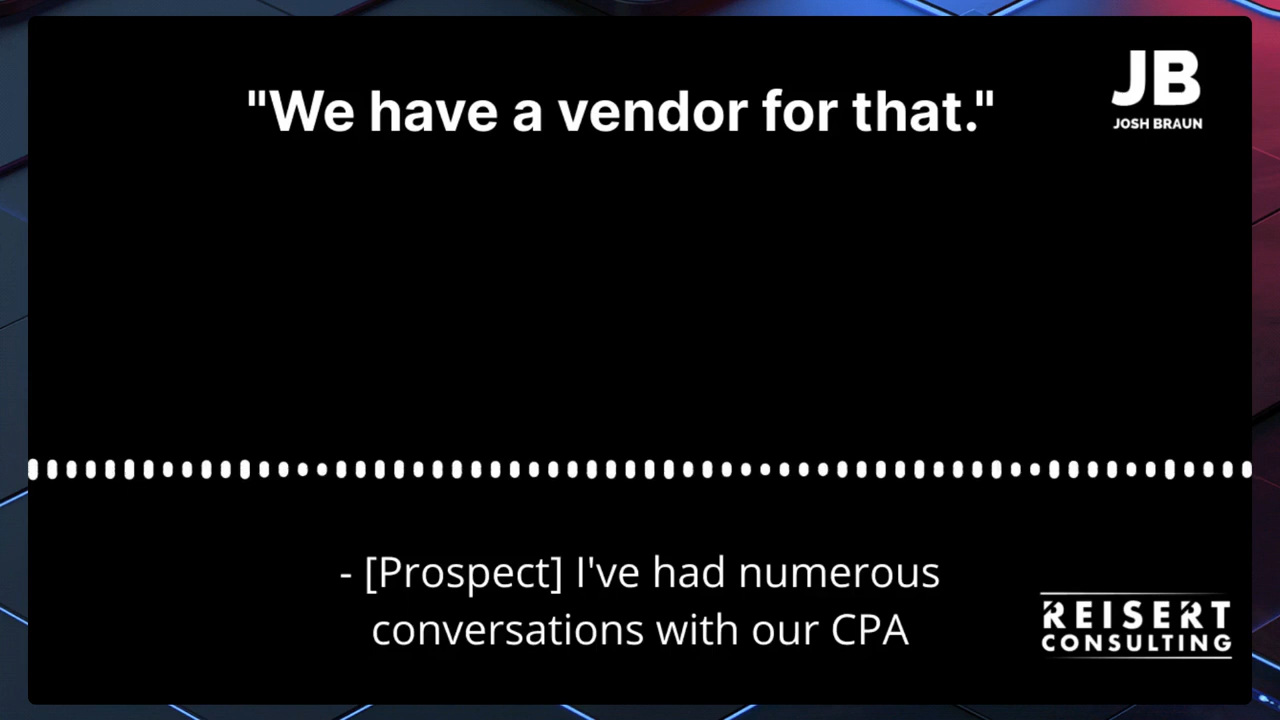 "We have a vendor for that."
JB
JOSH BRAUN
- [Prospect] I've had numerous
conversations with our CPA
REISERT
CONSULTING